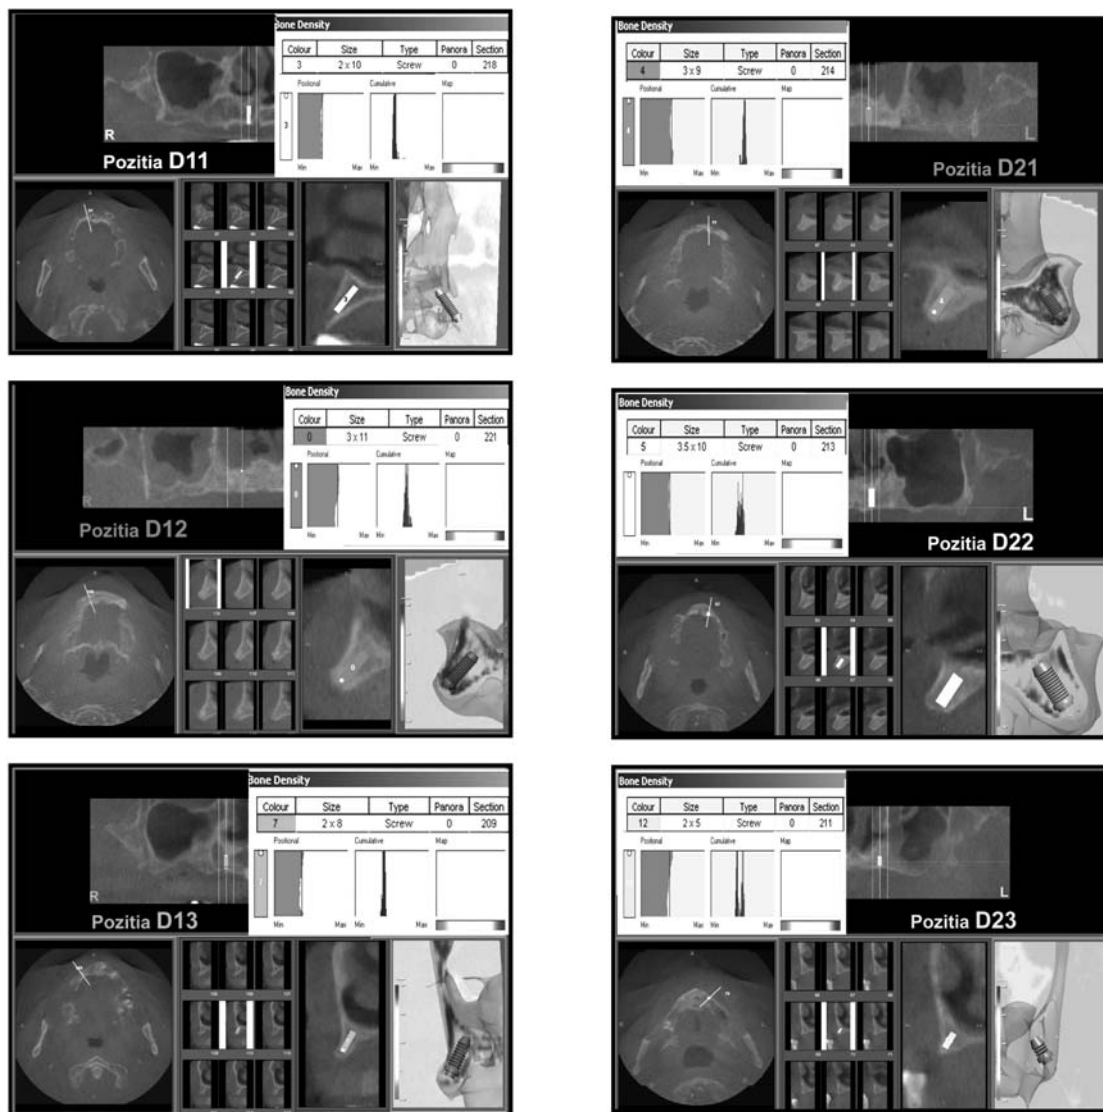 Bone Density
Colour Size Type Panora Section
3 2 x 10 Screw 0 218
Positional Cumulative Map
3
Min Max Min Max
R
Pozitia D11
Bone Density
Colour Size Type Panora Section
4 3 x 9 Screw 0 214
Positional Cumulative Map
Min Max Min Max
L
Pozitia D21
Bone Density
Colour Size Type Panora Section
0 3 x 11 Screw 0 221
Positional Cumulative Map
Min Max Min Max
R
Pozitia D12
0
Bone Density
Colour Size Type Panora Section
5 3.5 x 10 Screw 0 213
Positional Cumulative Map
Min Max Min Max
L
Pozitia D22
Bone Density
Colour Size Type Panora Section
7 2 x 8 Screw 0 209
Positional Cumulative Map
Min Max Min Max
R
Pozitia D13
Bone Density
Colour Size Type Panora Section
12 2 x 5 Screw 0 211
Positional Cumulative Map
Min Max Min Max
L
Pozitia D23